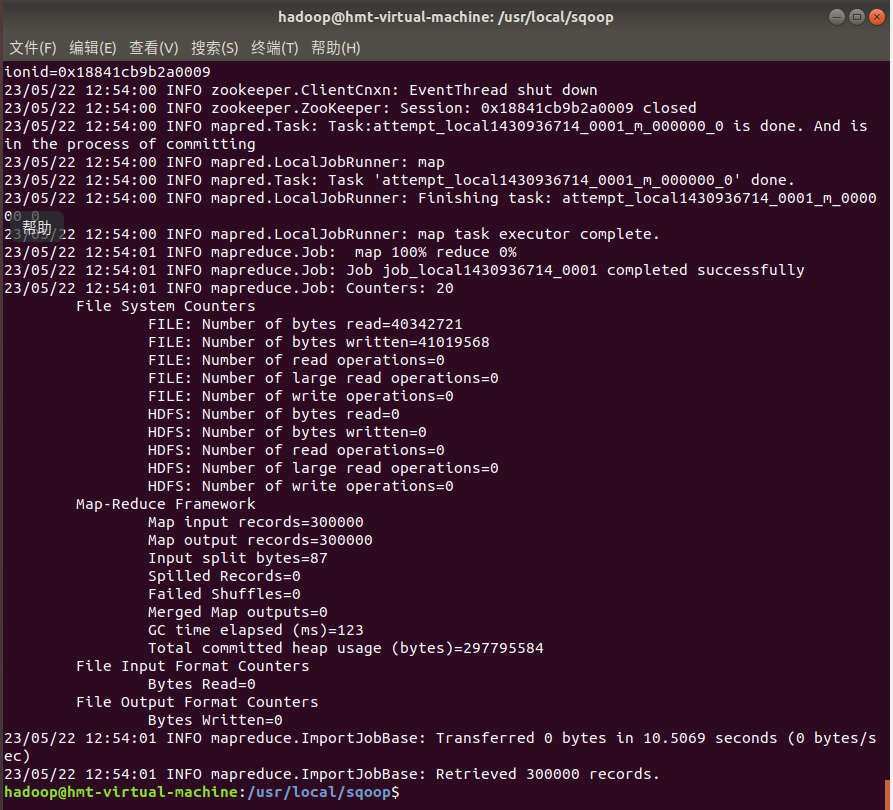 hadoop@hmt-virtual-machine: /usr/local/sqoop
文件(F) 编辑(E) 查看(V) 搜索(S) 终端(T) 帮助(H)
ionid=0x18841cb9b2a0009
23/05/22 12:54:00 INFO zookeeper.ClientCnxn: EventThread shut down
23/05/22 12:54:00 INFO zookeeper.ZooKeeper: Session: 0x18841cb9b2a0009 closed
23/05/22 12:54:00 INFO mapred.Task: Task:attempt_local1430936714_0001_m_000000_0 is done. And is
in the process of committing
23/05/22 12:54:00 INFO mapred.LocalJobRunner: map
23/05/22 12:54:00 INFO mapred.Task: Task 'attempt_local1430936714_0001_m_000000_0' done.
23/05/22 12:54:00 INFO mapred.LocalJobRunner: Finishing task: attempt_local1430936714_0001_m_0000
00_0
帮助
23/05/22 12:54:00 INFO mapred.LocalJobRunner: map task executor complete.
23/05/22 12:54:01 INFO mapreduce.Job:  map 100% reduce 0%
23/05/22 12:54:01 INFO mapreduce.Job: Job job_local1430936714_0001 completed successfully
23/05/22 12:54:01 INFO mapreduce.Job: Counters: 20
File System Counters
FILE: Number of bytes read=40342721
FILE: Number of bytes written=41019568
FILE: Number of read operations=0
FILE: Number of large read operations=0
FILE: Number of write operations=0
HDFS: Number of bytes read=0
HDFS: Number of bytes written=0
HDFS: Number of read operations=0
HDFS: Number of large read operations=0
HDFS: Number of write operations=0
Map-Reduce Framework
Map input records=300000
Map output records=300000
Input split bytes=87
Spilled Records=0
Failed Shuffles=0
Merged Map outputs=0
GC time elapsed (ms)=123
Total committed heap usage (bytes)=297795584
File Input Format Counters
Bytes Read=0
File Output Format Counters
Bytes Written=0
23/05/22 12:54:01 INFO mapreduce.ImportJobBase: Transferred 0 bytes in 10.5069 seconds (0 bytes/s
ec)
23/05/22 12:54:01 INFO mapreduce.ImportJobBase: Retrieved 300000 records.
hadoop@hmt-virtual-machine:/usr/local/sqoop$